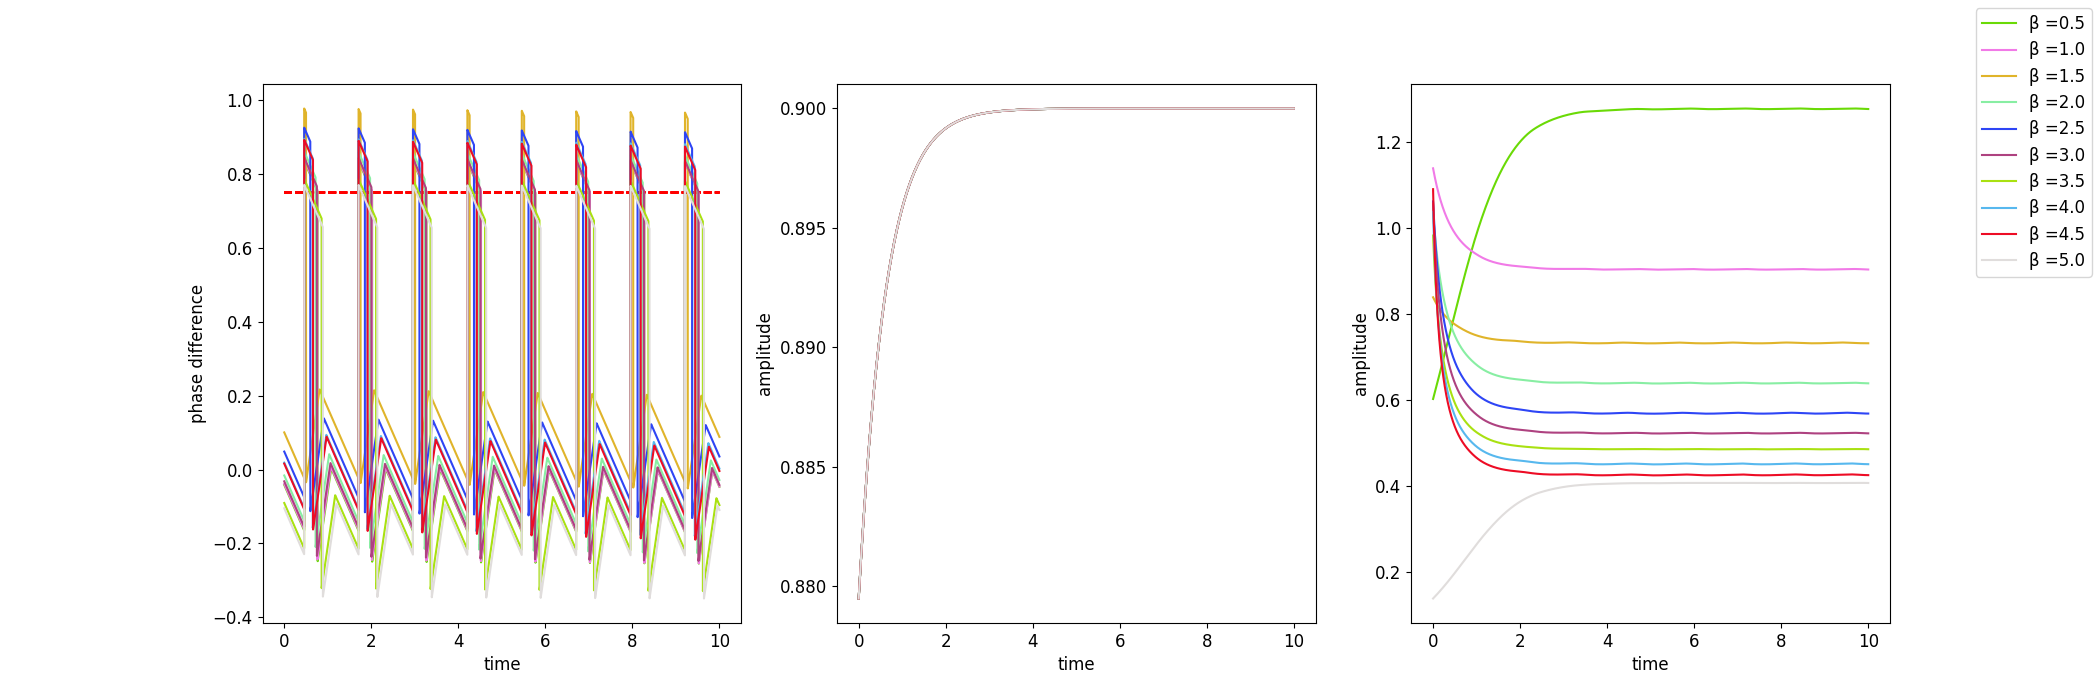 β =0.5
β =1.0
β =1.5
β =2.0
β =2.5
β =3.0
β =3.5
β =4.0
β =4.5
β =5.0
phase difference
1.0
0.8
0.6
0.4
0.2
0.0
−0.2
−0.4
0 2 4 6 8 10
time
amplitude
0.900
0.895
0.890
0.885
0.880
0 2 4 6 8 10
time
amplitude
1.2
1.0
0.8
0.6
0.4
0.2
0 2 4 6 8 10
time